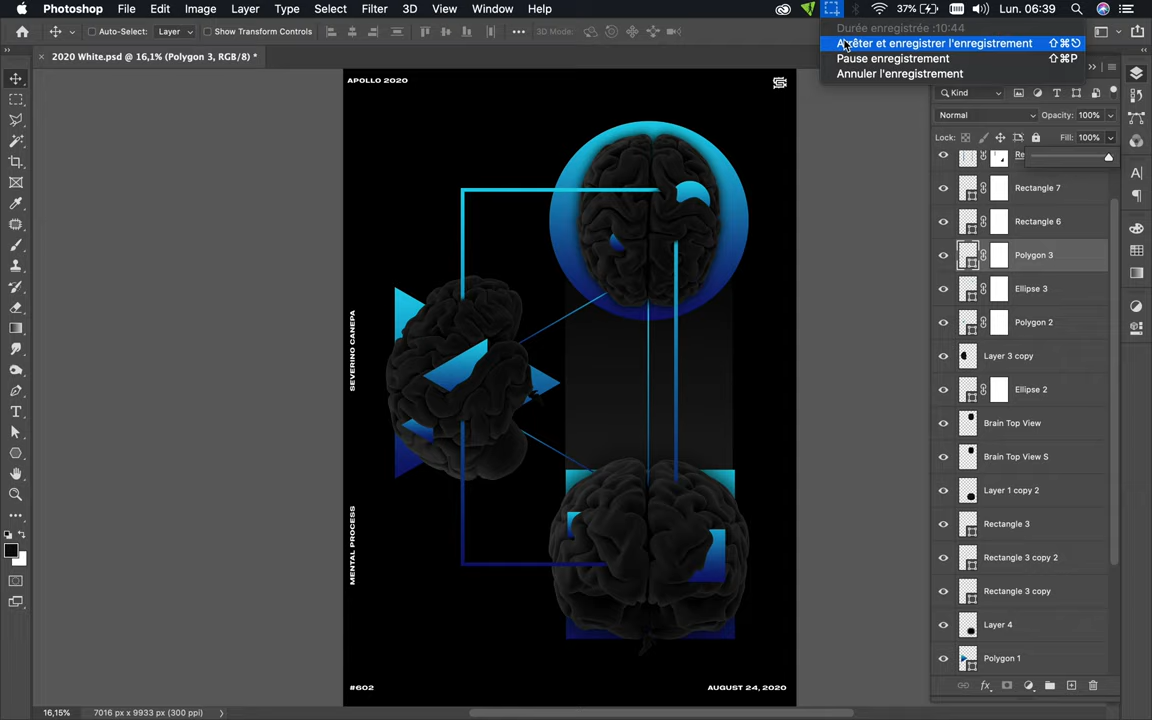 Photoshop File Edit Image Layer Type Select Filter 3D View Window Help 37% Lun. 06:39
Durée enregistrée :10:44
Arrêter et enregistrer l'enregistrement ⇧⌘⎋
Pause enregistrement ⇧⌘P
Annuler l'enregistrement
Auto-Select: Layer Show Transform Controls 3D Mode:
2020 White.psd @ 16,1% (Polygon 3, RGB/8) *
APOLLO 2020
SEVERINO CANEPA
MENTAL PROCESS
#602
AUGUST 24, 2020
Kind
Normal Opacity: 100%
Lock: Fill: 100%
Re
Rectangle 7
Rectangle 6
Polygon 3
Ellipse 3
Polygon 2
Layer 3 copy
Ellipse 2
Brain Top View
Brain Top View S
Layer 1 copy 2
Rectangle 3
Rectangle 3 copy 2
Rectangle 3 copy
Layer 4
Polygon 1
fx
16,15% 7016 px x 9933 px (300 ppi)